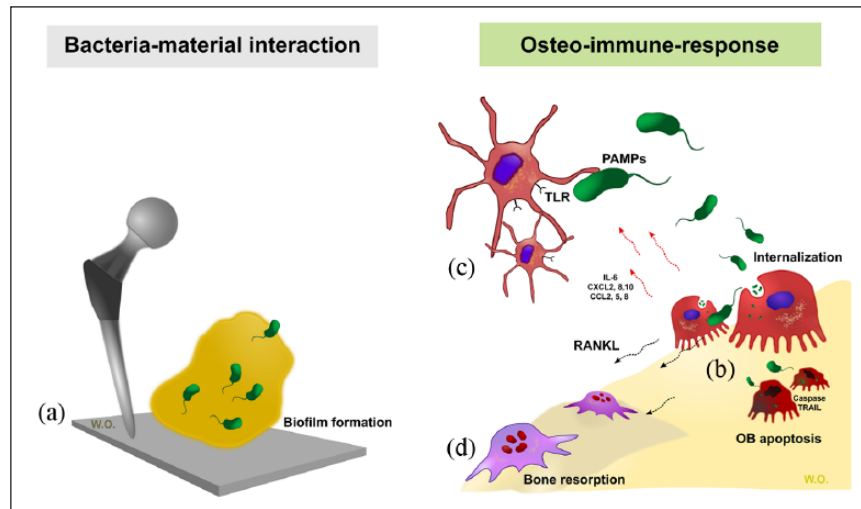 Bacteria-material interaction
Osteo-immune-response
PAMPs
TLR
(c)
Internalization
IL-6
CXCL2, 8,10
CCL2, 5, 8
RANKL
(b)
Caspase
TRAIL
OB apoptosis
(a)
W.O.
Biofilm formation
(d)
Bone resorption
W.O.